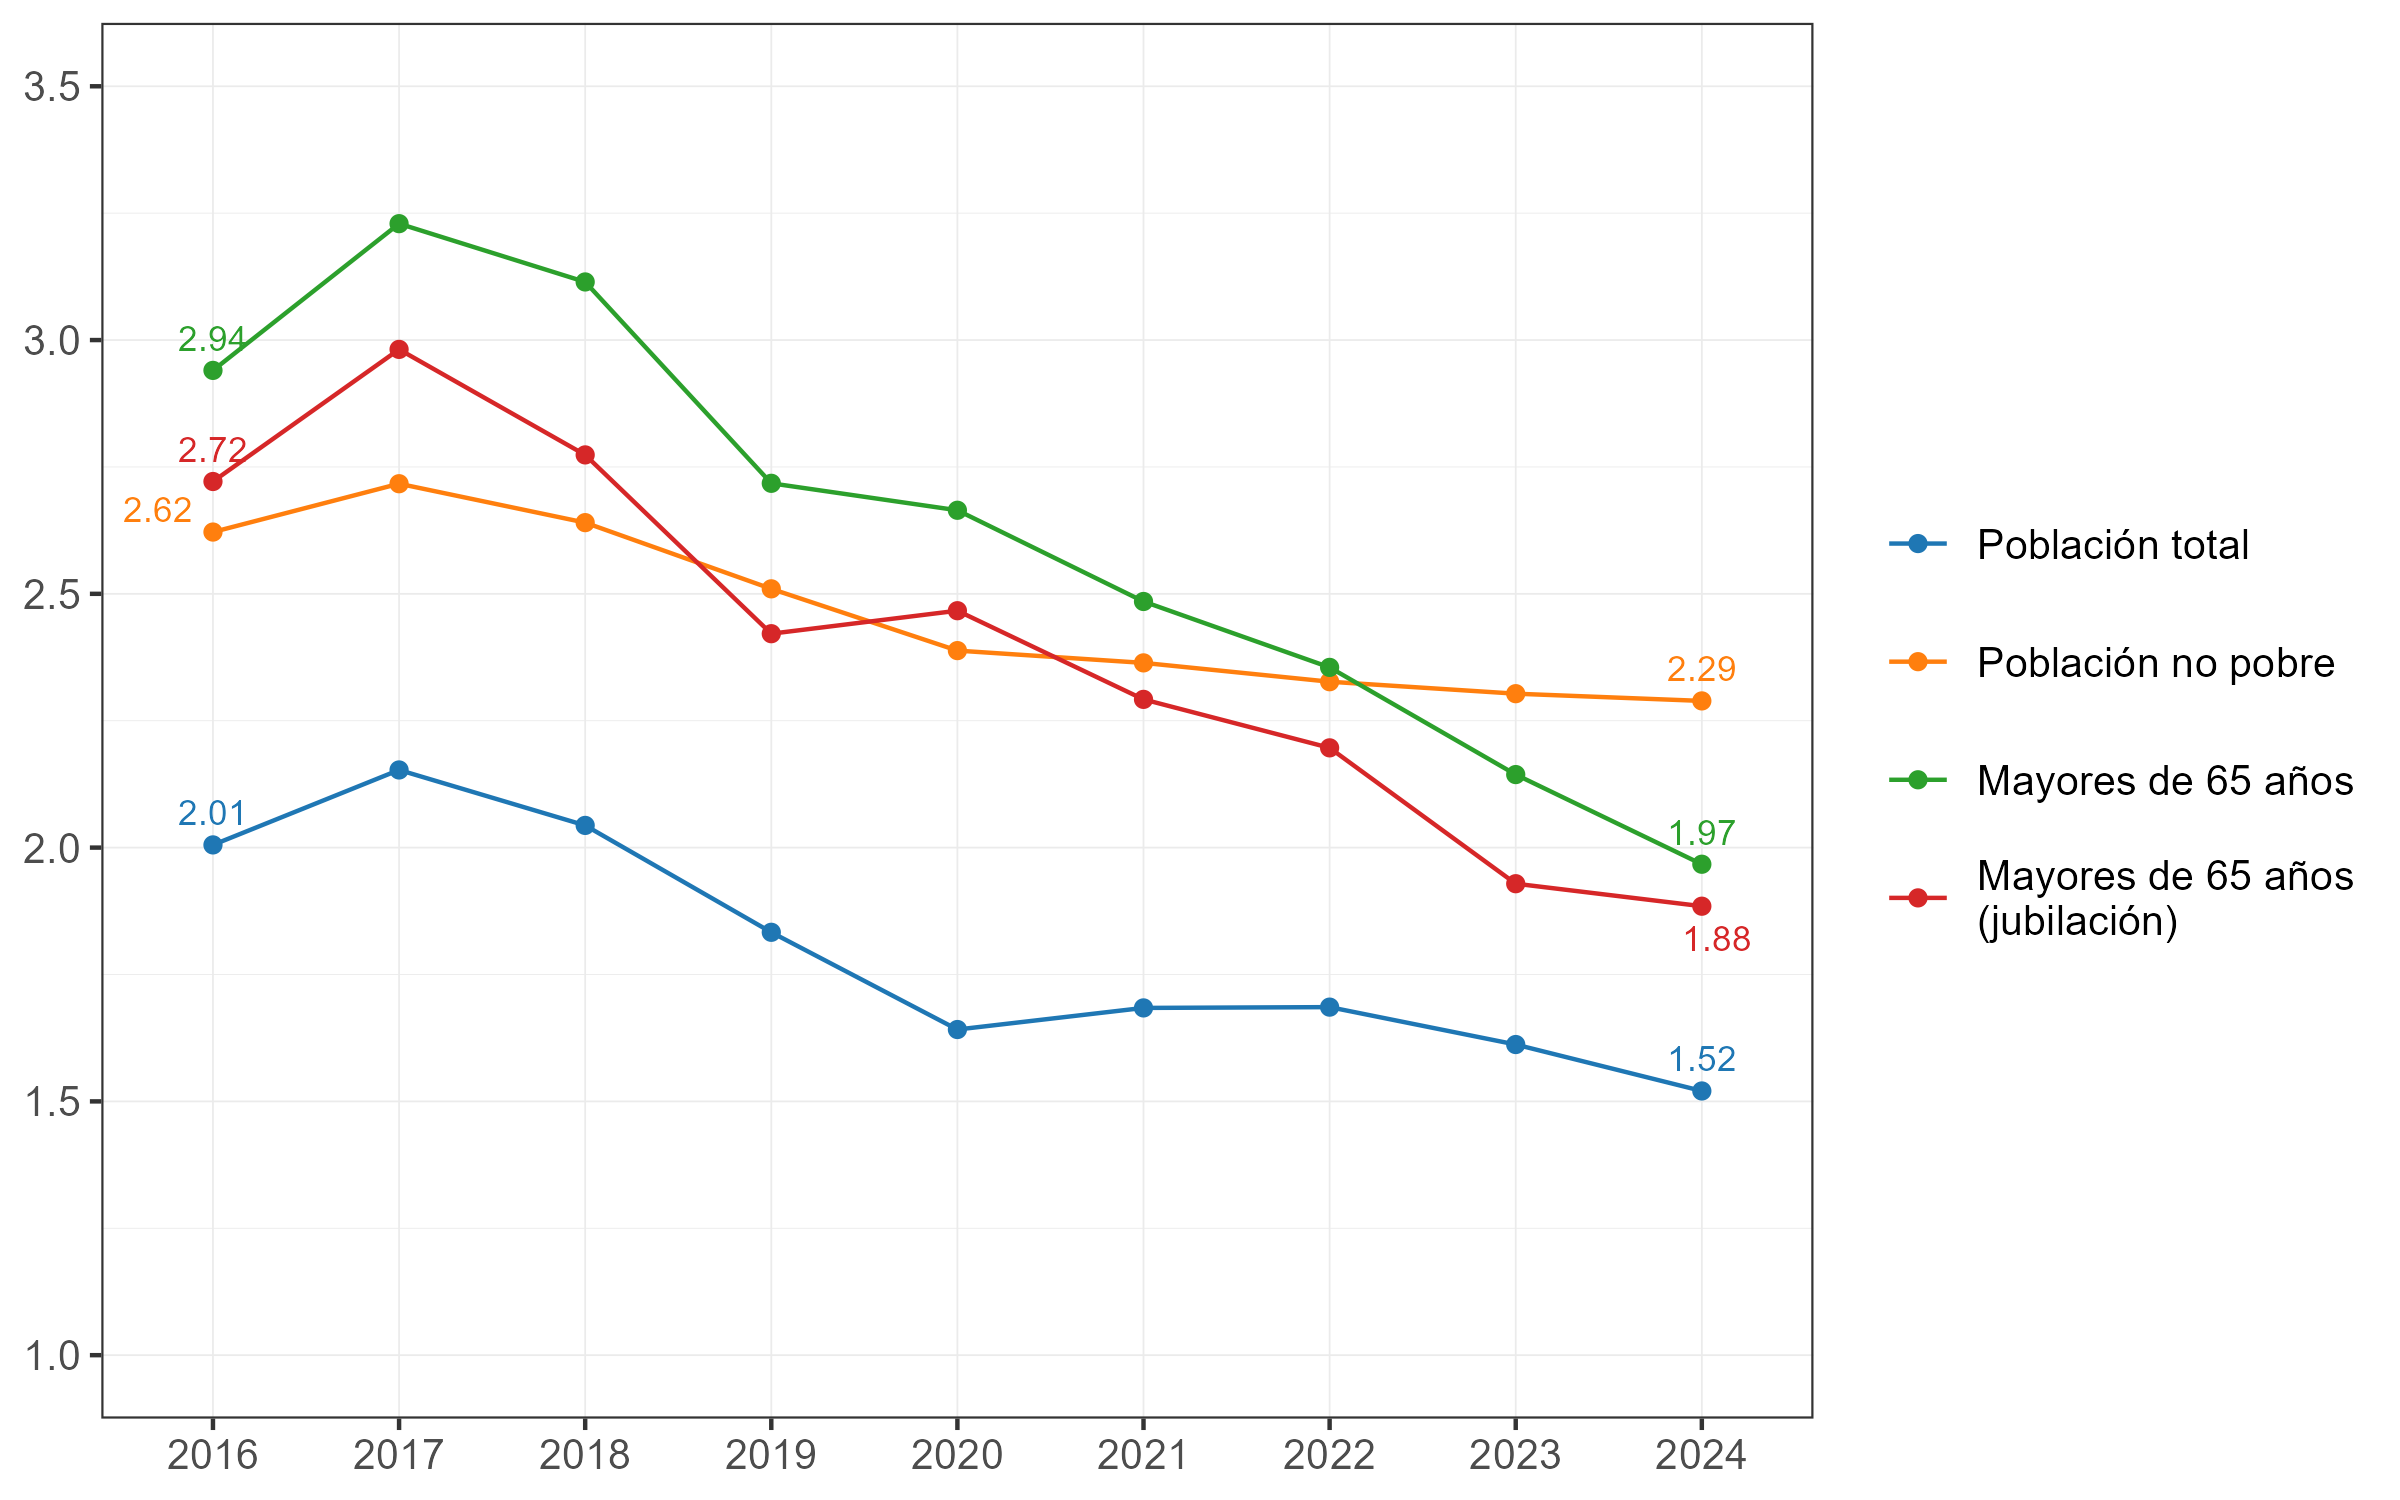 3.5
3.0
2.5
2.0
1.5
1.0
2.94
2.72
2.62
2.01
2.29
1.97
1.88
1.52
2016 2017 2018 2019 2020 2021 2022 2023 2024
Población total
Población no pobre
Mayores de 65 años
Mayores de 65 años
(jubilación)